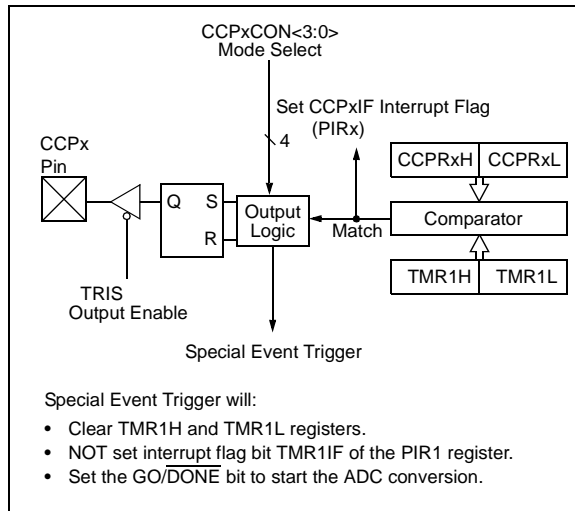 CCPxCON<3:0>
Mode Select
Set CCPxIF Interrupt Flag
(PIRx)
4
CCPx
Pin
CCPRxH CCPRxL
Q S
R
Output
Logic
Match
Comparator
TMR1H TMR1L
TRIS
Output Enable
Special Event Trigger
Special Event Trigger will:
• Clear TMR1H and TMR1L registers.
• NOT set interrupt flag bit TMR1IF of the PIR1 register.
• Set the GO/DONE bit to start the ADC conversion.